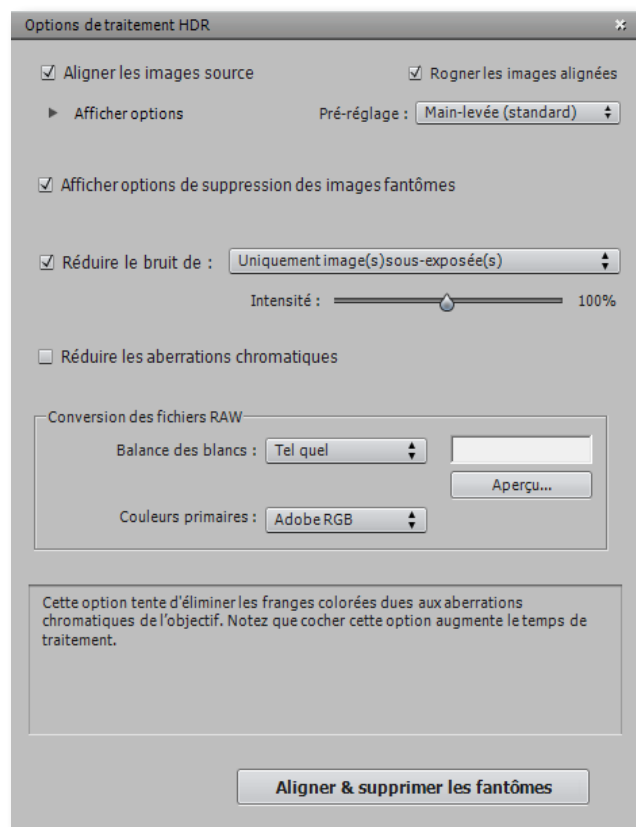 Options de traitement HDR
Aligner les images source
Rogner les images alignées
Afficher options
Pré-réglage : Main-levée (standard)
Afficher options de suppression des images fantômes
Réduire le bruit de : Uniquement image(s) sous-exposée(s)
Intensité : 100%
Réduire les aberrations chromatiques
Conversion des fichiers RAW
Balance des blancs : Tel quel
Aperçu...
Couleurs primaires : Adobe RGB
Cette option tente d'éliminer les franges colorées dues aux aberrations
chromatiques de l'objectif. Notez que cocher cette option augmente le temps de
traitement.
Aligner & supprimer les fantômes